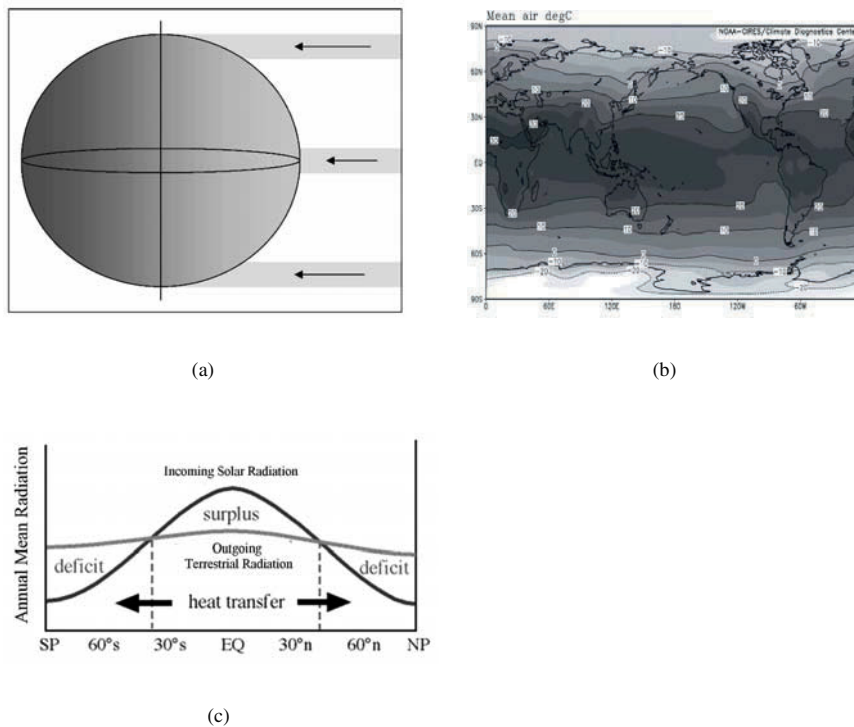 Mean air degC
NOAA-CIRES/Climate Diagnostics Cente
90N
60N
30N
EQ
30S
60S
90S
0
60E
120E
180
120W
60W
(a)
(b)
Annual Mean Radiation
Incoming Solar Radiation
surplus
Outgoing
Terrestrial Radiation
deficit
deficit
heat transfer
SP 60°s 30°s EQ 30°n 60°n NP
(c)